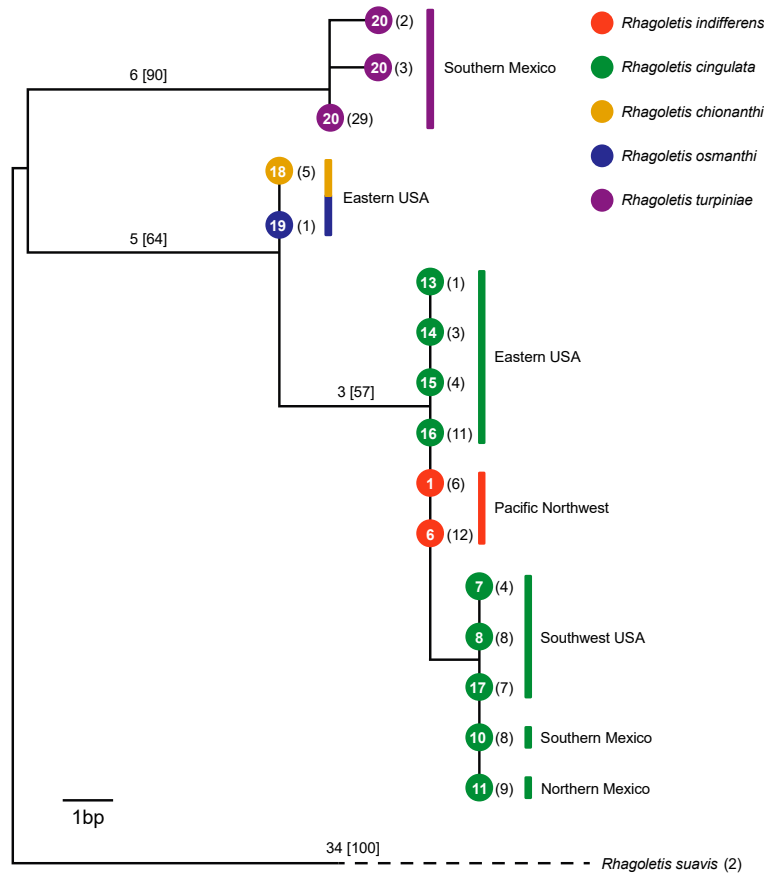 20 (2)
Rhagoletis indifferens
6 [90]
20 (3)
Southern Mexico
Rhagoletis cingulata
20 (29)
Rhagoletis chionanthi
18 (5)
Eastern USA
Rhagoletis osmanthi
19 (1)
Rhagoletis turpiniae
5 [64]
13 (1)
14 (3)
Eastern USA
15 (4)
3 [57]
16 (11)
1 (6)
Pacific Northwest
6 (12)
7 (4)
8 (8)
Southwest USA
17 (7)
10 (8)
Southern Mexico
11 (9)
Northern Mexico
1bp
34 [100]
Rhagoletis suavis (2)